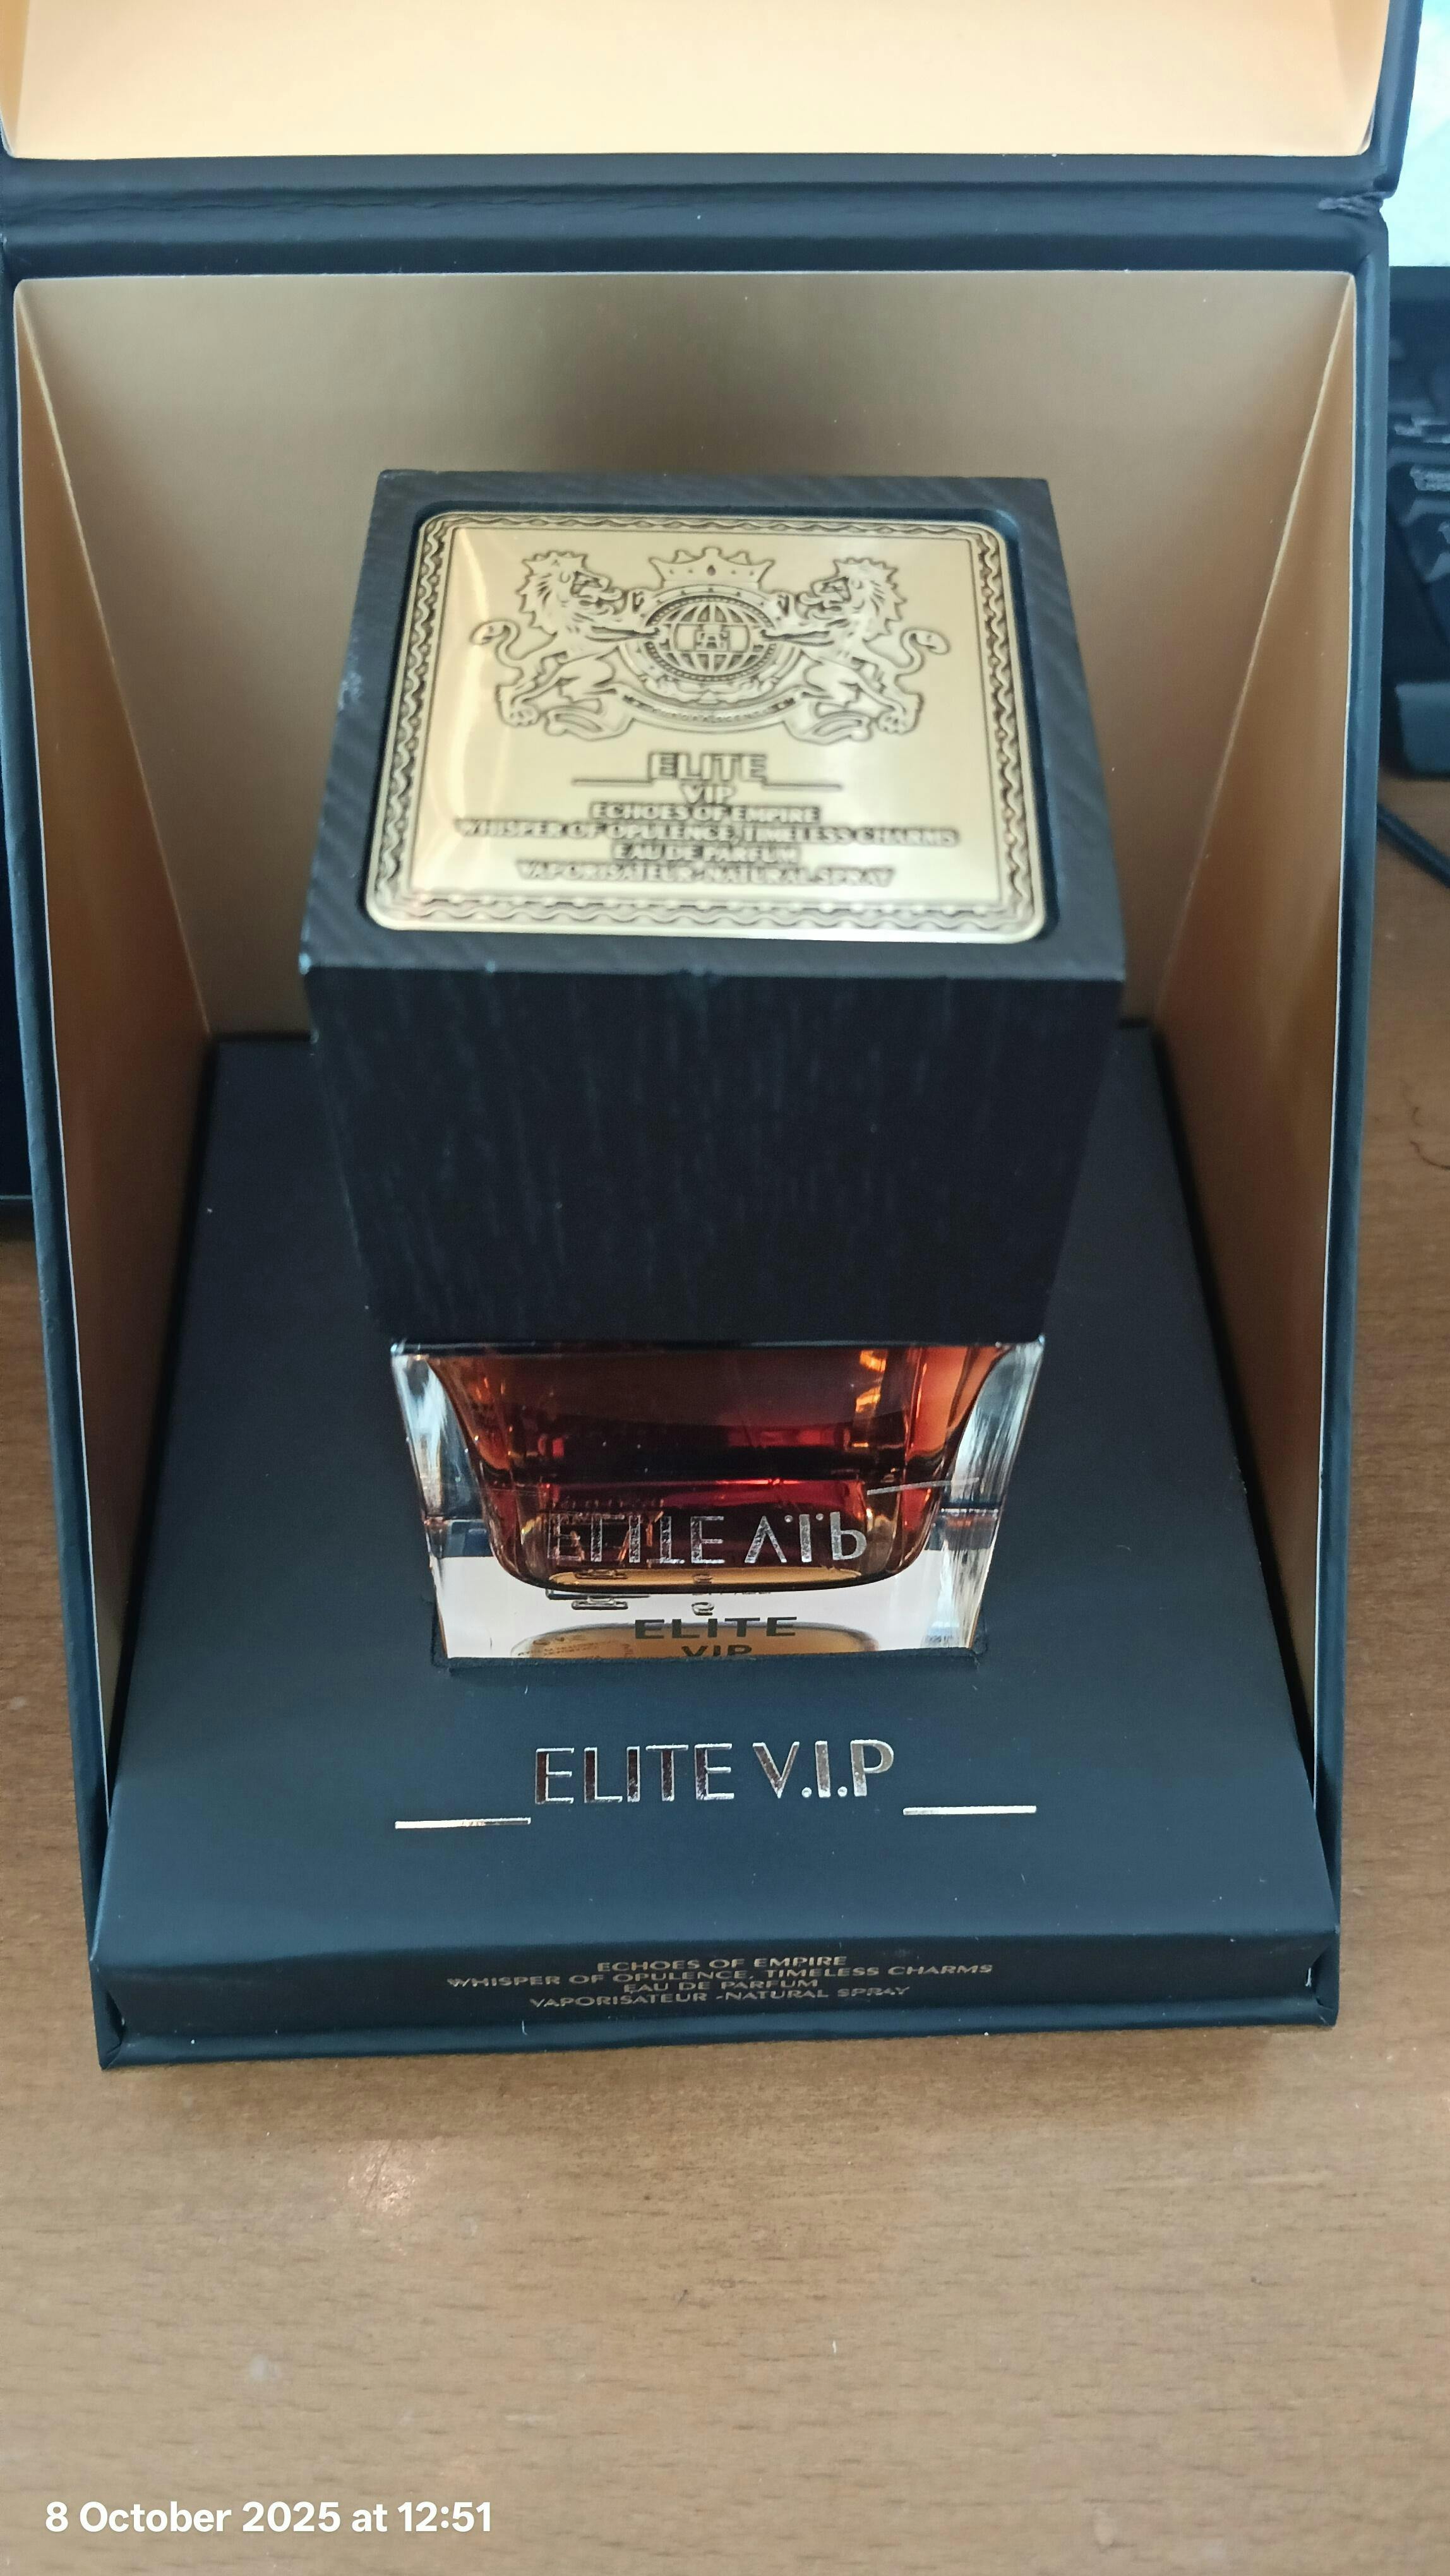 ELITE
VIP
ECHOES OF EMPIRE
WHISPER OF OPULENCE, TIMELESS CHARMS
EAU DE PARFUM
VAPORISATEUR-NATURAL SPRAY
ELITE V.I.P
ELITE
VIP
ELITE V.I.P
ECHOES OF EMPIRE
WHISPER OF OPULENCE, TIMELESS CHARMS
EAU DE PARFUM
VAPORISATEUR -NATURAL SPRAY
8 October 2025 at 12:51